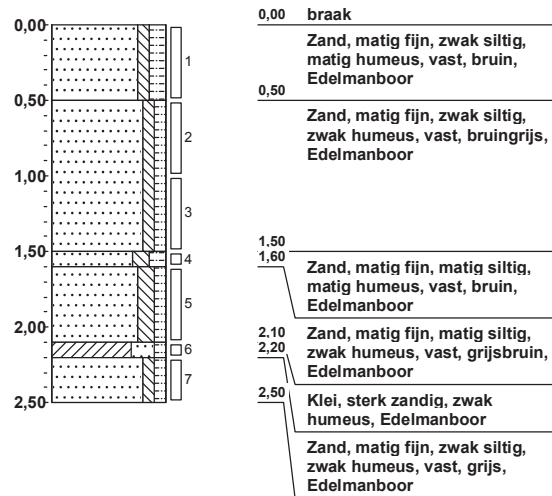 0,00
0,50
1,00
1,50
2,00
2,50
1
2
3
4
5
6
7
0,00 braak
Zand, matig fijn, zwak siltig,
matig humeus, vast, bruin,
Edelmanboor
0,50
Zand, matig fijn, zwak siltig,
zwak humeus, vast, bruingrijs,
Edelmanboor
1,50
1,60
Zand, matig fijn, matig siltig,
matig humeus, vast, bruin,
Edelmanboor
2,10
Zand, matig fijn, matig siltig,
2,20
zwak humeus, vast, grijsbruin,
Edelmanboor
2,50
Klei, sterk zandig, zwak
humeus, Edelmanboor
Zand, matig fijn, zwak siltig,
zwak humeus, vast, grijs,
Edelmanboor